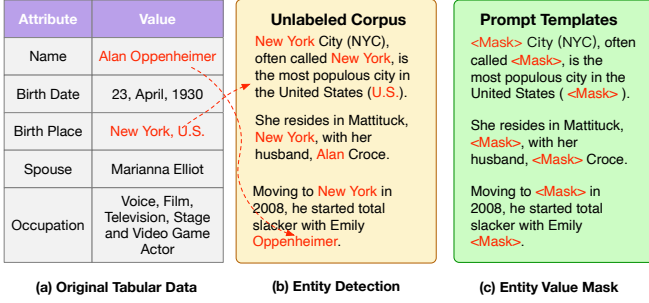 Attribute Value
Name Alan Oppenheimer
Birth Date 23, April, 1930
Birth Place New York, U.S.
Spouse Marianna Elliot
Occupation Voice, Film,
Television, Stage
and Video Game
Actor
(a) Original Tabular Data
Unlabeled Corpus
New York City (NYC),
often called New York, is
the most populous city in
the United States (U.S.).
She resides in Mattituck,
New York, with her
husband, Alan Croce.
Moving to New York in
2008, he started total
slacker with Emily
Oppenheimer.
(b) Entity Detection
Prompt Templates
<Mask> City (NYC), often
called <Mask>, is the
most populous city in the
United States ( <Mask> ).
She resides in Mattituck,
<Mask>, with her
husband, <Mask> Croce.
Moving to <Mask> in
2008, he started total
slacker with Emily
<Mask>.
(c) Entity Value Mask